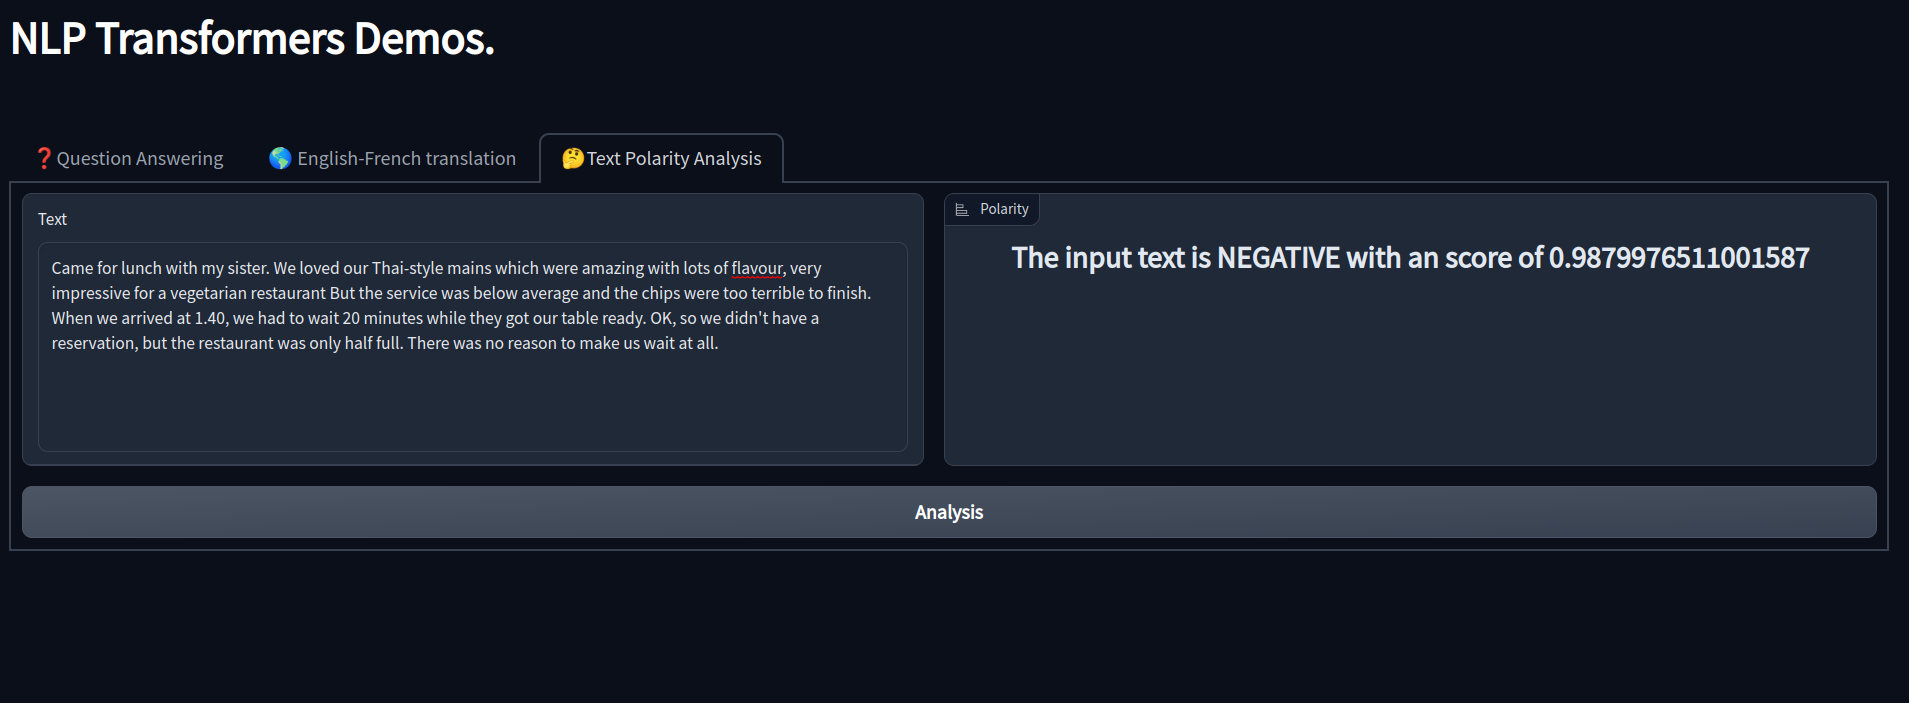 NLP Transformers Demos.
❓Question Answering
🌎 English-French translation
🤔Text Polarity Analysis
Text
Came for lunch with my sister. We loved our Thai-style mains which were amazing with lots of flavour, very
impressive for a vegetarian restaurant But the service was below average and the chips were too terrible to finish.
When we arrived at 1.40, we had to wait 20 minutes while they got our table ready. OK, so we didn't have a
reservation, but the restaurant was only half full. There was no reason to make us wait at all.
Polarity
The input text is NEGATIVE with an score of 0.9879976511001587
Analysis